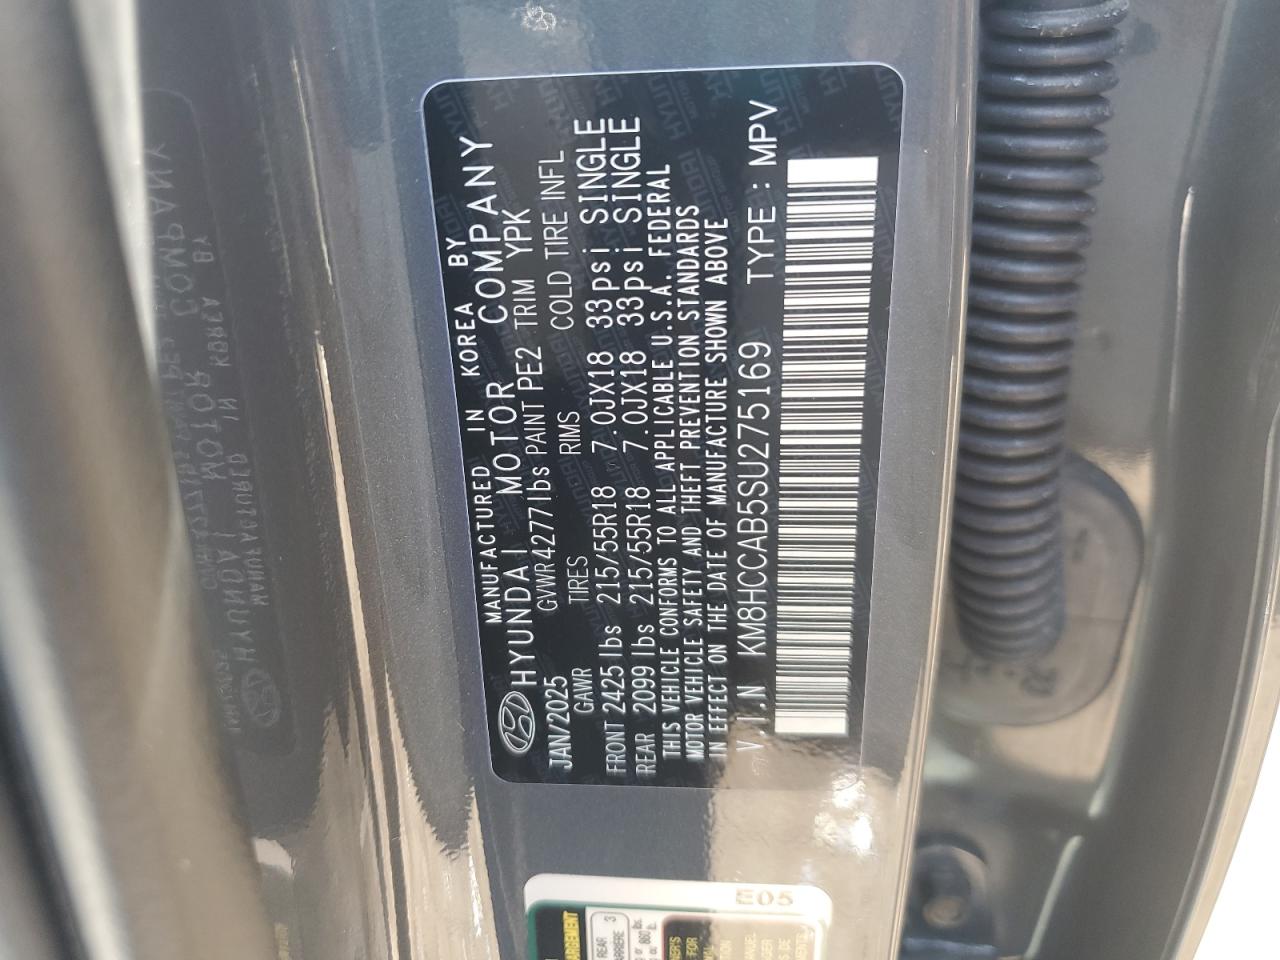 MANUFACTURED IN KOREA BY
HYUNDAI MOTOR COMPANY
JAN/2025 GVWR 4277lbs PAINT PE2 TRIM YPK
GAWR TIRES RIMS COLD TIRE INFL
FRONT 2425lbs 215/55R18 7.0JX18 33psi SINGLE
REAR 2099lbs 215/55R18 7.0JX18 33psi SINGLE
THIS VEHICLE CONFORMS TO ALL APPLICABLE U.S.A. FEDERAL
MOTOR VEHICLE SAFETY AND THEFT PREVENTION STANDARDS
IN EFFECT ON THE DATE OF MANUFACTURE SHOWN ABOVE
V.I.N KM8HCCAB5SU275169 TYPE: MPV
E05
REAR 3